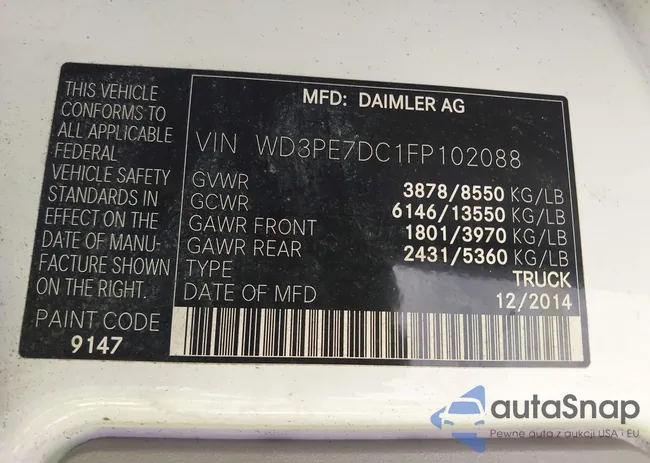 THIS VEHICLE
CONFORMS TO
ALL APPLICABLE
FEDERAL
VEHICLE SAFETY
STANDARDS IN
EFFECT ON THE
DATE OF MANU-
FACTURE SHOWN
ON THE RIGHT.
PAINT CODE
9147
MFD: DAIMLER AG
VIN WD3PE7DC1FP102088
GVWR 3878/8550 KG/LB
GCWR 6146/13550 KG/LB
GAWR FRONT 1801/3970 KG/LB
GAWR REAR 2431/5360 KG/LB
TYPE TRUCK
DATE OF MFD 12/2014
autaSnap
Pewne auta z aukcji USA i EU